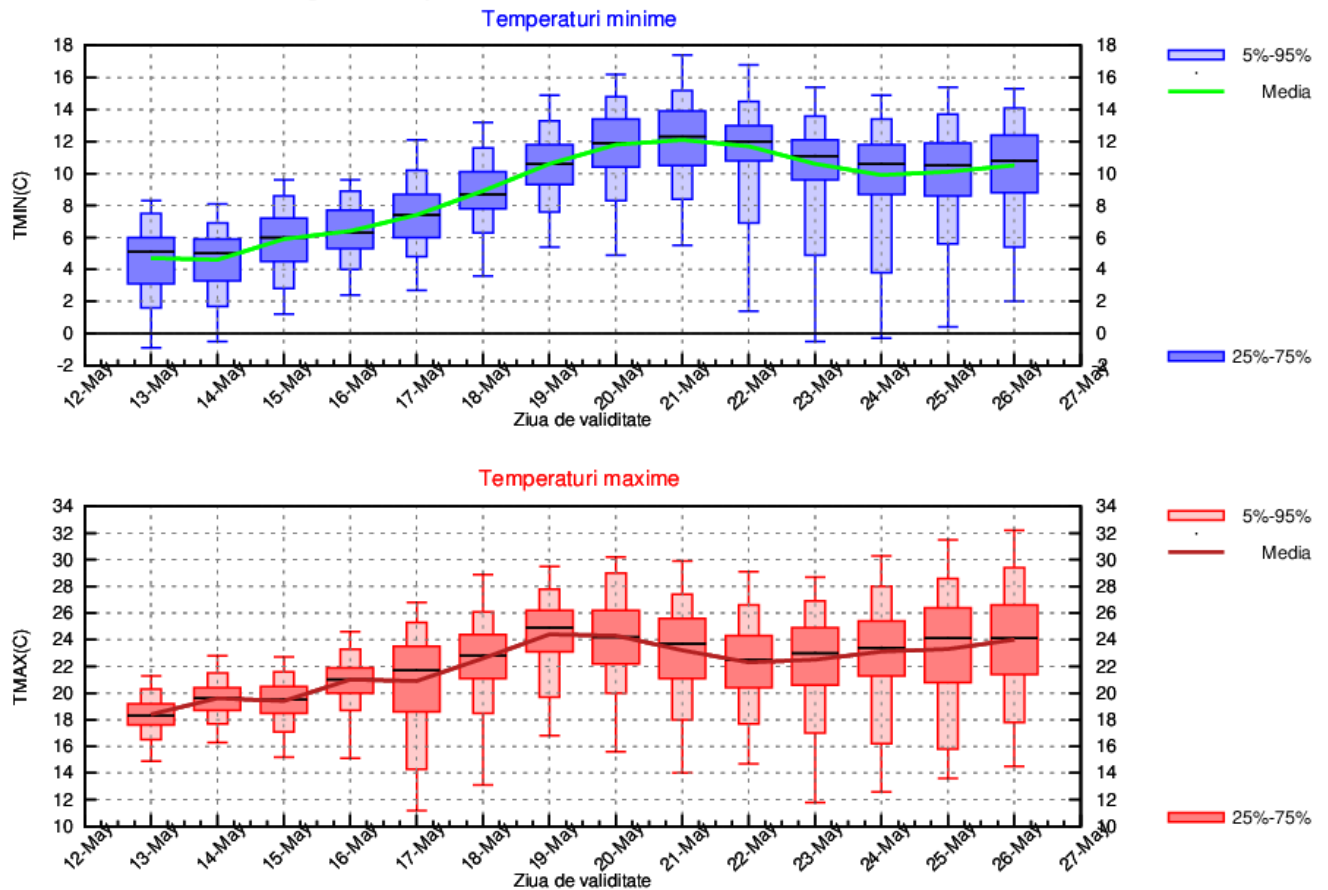 Temperaturi minime
TMIN(C)
18
16
14
12
10
8
6
4
2
0
-2
18
16
14
12
10
8
6
4
2
0
-2
12-May
13-May
14-May
15-May
16-May
17-May
18-May
19-May
20-May
21-May
22-May
23-May
24-May
25-May
26-May
27-May
Ziua de validitate
5%-95%
Media
25%-75%
Temperaturi maxime
TMAX(C)
34
32
30
28
26
24
22
20
18
16
14
12
10
34
32
30
28
26
24
22
20
18
16
14
12
10
12-May
13-May
14-May
15-May
16-May
17-May
18-May
19-May
20-May
21-May
22-May
23-May
24-May
25-May
26-May
27-May
Ziua de validitate
5%-95%
Media
25%-75%